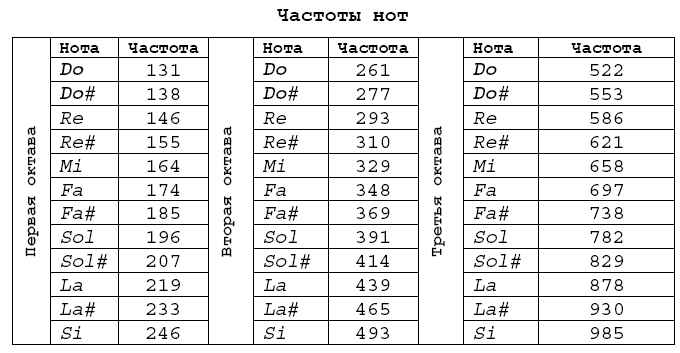 Частоты нот
Нота Частота Нота Частота Нота Частота
Do 131 Do 261 Do 522
Do# 138 Do# 277 Do# 553
Re 146 Re 293 Re 586
Re# 155 Re# 310 Re# 621
Mi 164 Mi 329 Mi 658
Fa 174 Fa 348 Fa 697
Fa# 185 Fa# 369 Fa# 738
Sol 196 Sol 391 Sol 782
Sol# 207 Sol# 414 Sol# 829
La 219 La 439 La 878
La# 233 La# 465 La# 930
Si 246 Si 493 Si 985
Первая октава
Вторая октава
Третья октава